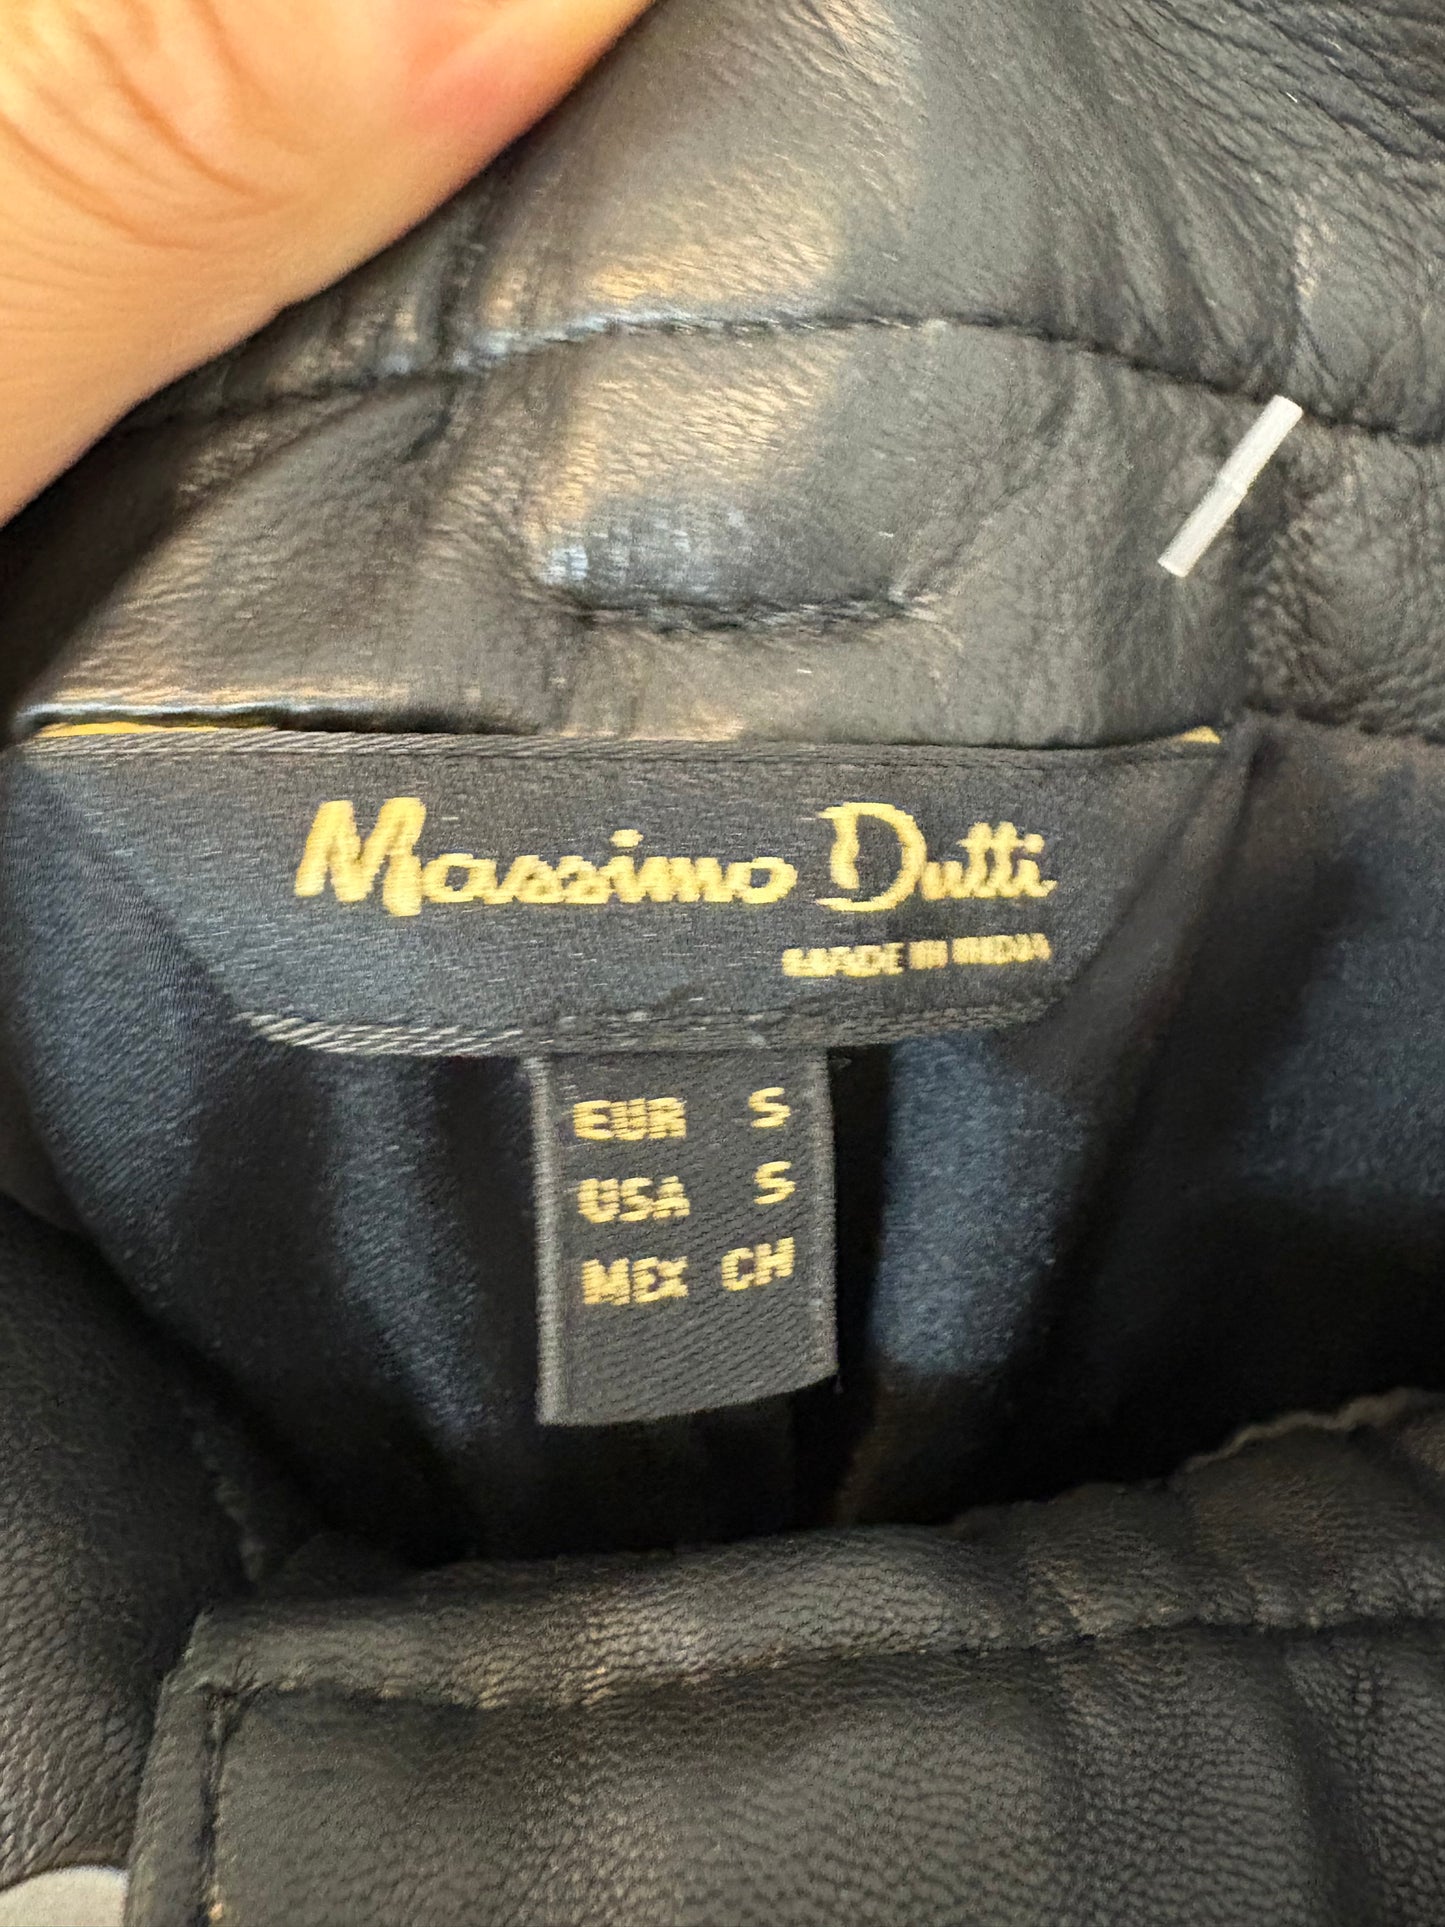 Massimo Dutti
MADE IN INDIA
EUR S
USA S
MEX CH